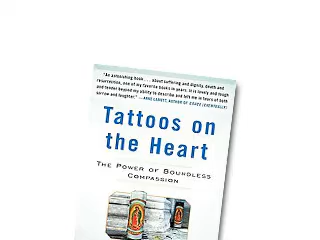 "An astonishing book . . . about suffering and dignity, death and
resurrection, one of my favorite books in years. It is lovely and tough
and tender beyond my ability to describe and left me in tears of both
sorrow and laughter." —ANNE LAMOTT, AUTHOR OF GRACE (EVENTUALLY)
Tattoos on
the Heart
THE POWER OF BOUNDLESS
COMPASSION